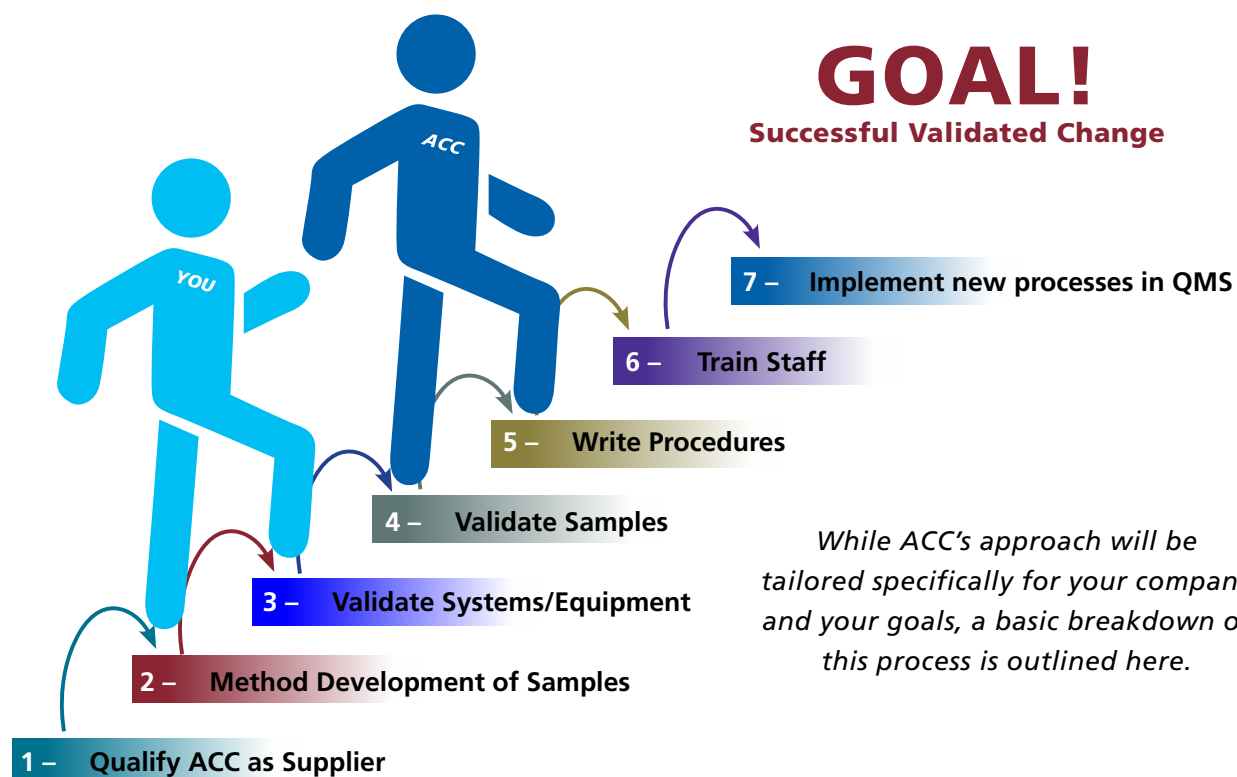 GOAL!
Successful Validated Change
ACC
YOU
7 – Implement new processes in QMS
6 – Train Staff
5 – Write Procedures
4 – Validate Samples
3 – Validate Systems/Equipment
2 – Method Development of Samples
1 – Qualify ACC as Supplier
While ACC's approach will be
tailored specifically for your compan
and your goals, a basic breakdown o
this process is outlined here.